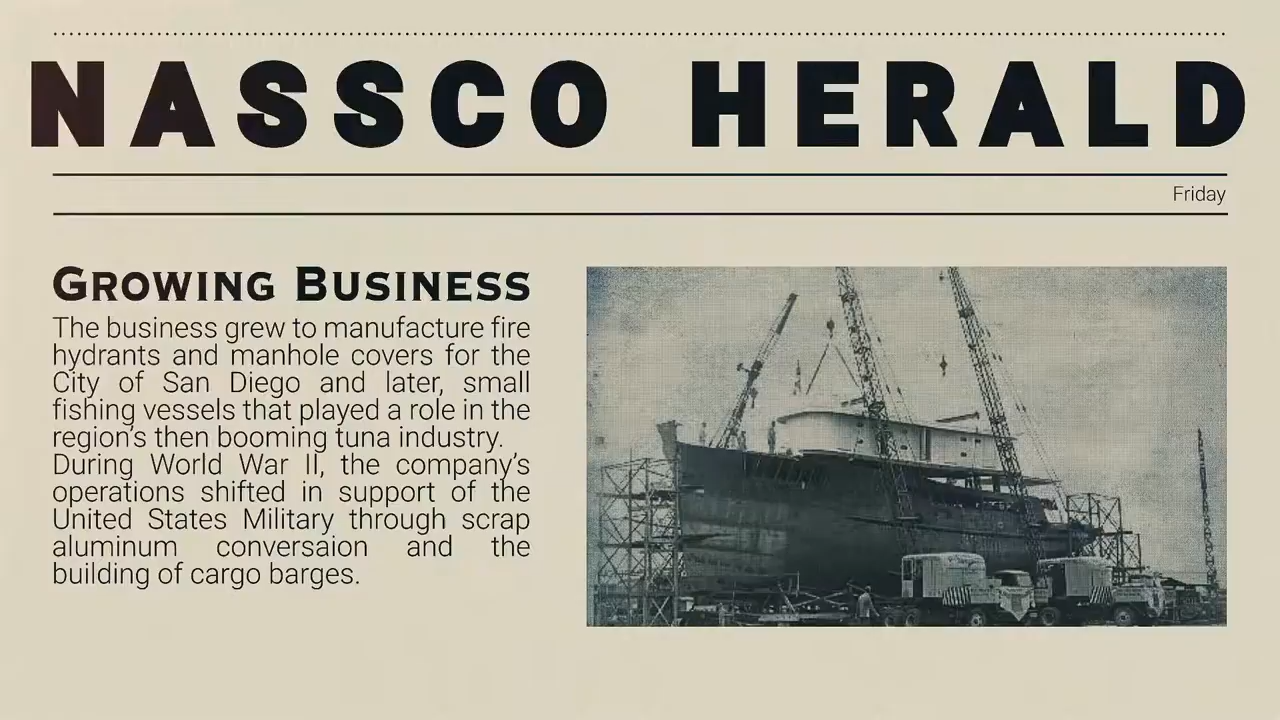 NASSCO HERALD
Friday
GROWING BUSINESS
The business grew to manufacture fire
hydrants and manhole covers for the
City of San Diego and later, small
fishing vessels that played a role in the
region's then booming tuna industry.
During World War II, the company's
operations shifted in support of the
United States Military through scrap
aluminum conversaion and the
building of cargo barges.